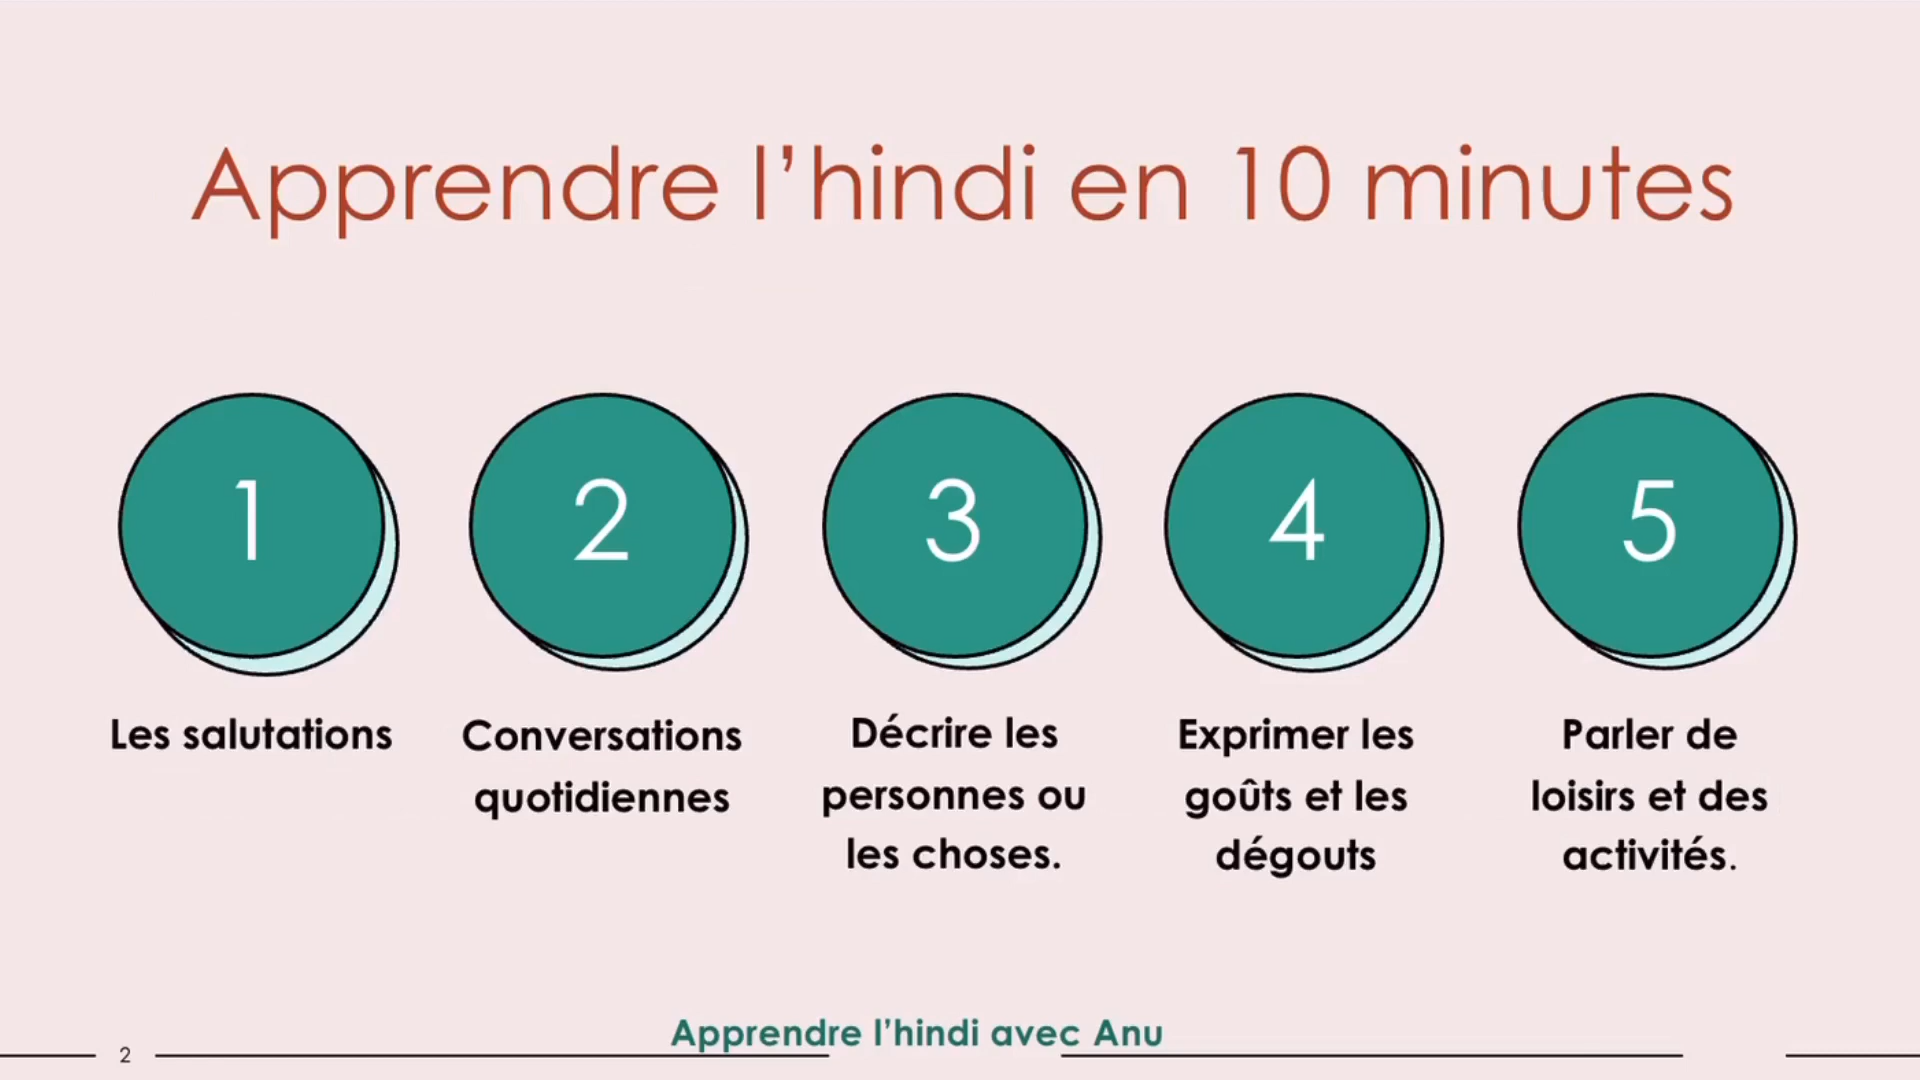 Apprendre l’hindi en 10 minutes
1
2
3
4
5
Les salutations
Conversations
quotidiennes
Décrire les
personnes ou
les choses.
Exprimer les
goûts et les
dégouts
Parler de
loisirs et des
activités.
Apprendre l’hindi avec Anu
2